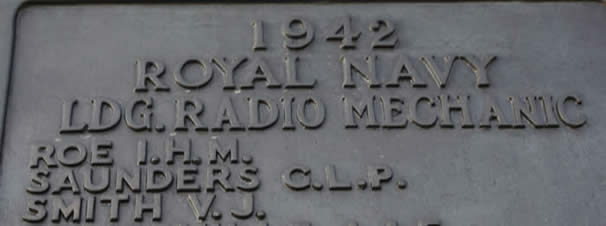 1942
ROYAL NAVY
LDG. RADIO MECHANIC
ROE I.H.M.
SAUNDERS G.L.P.
SMITH V.J.